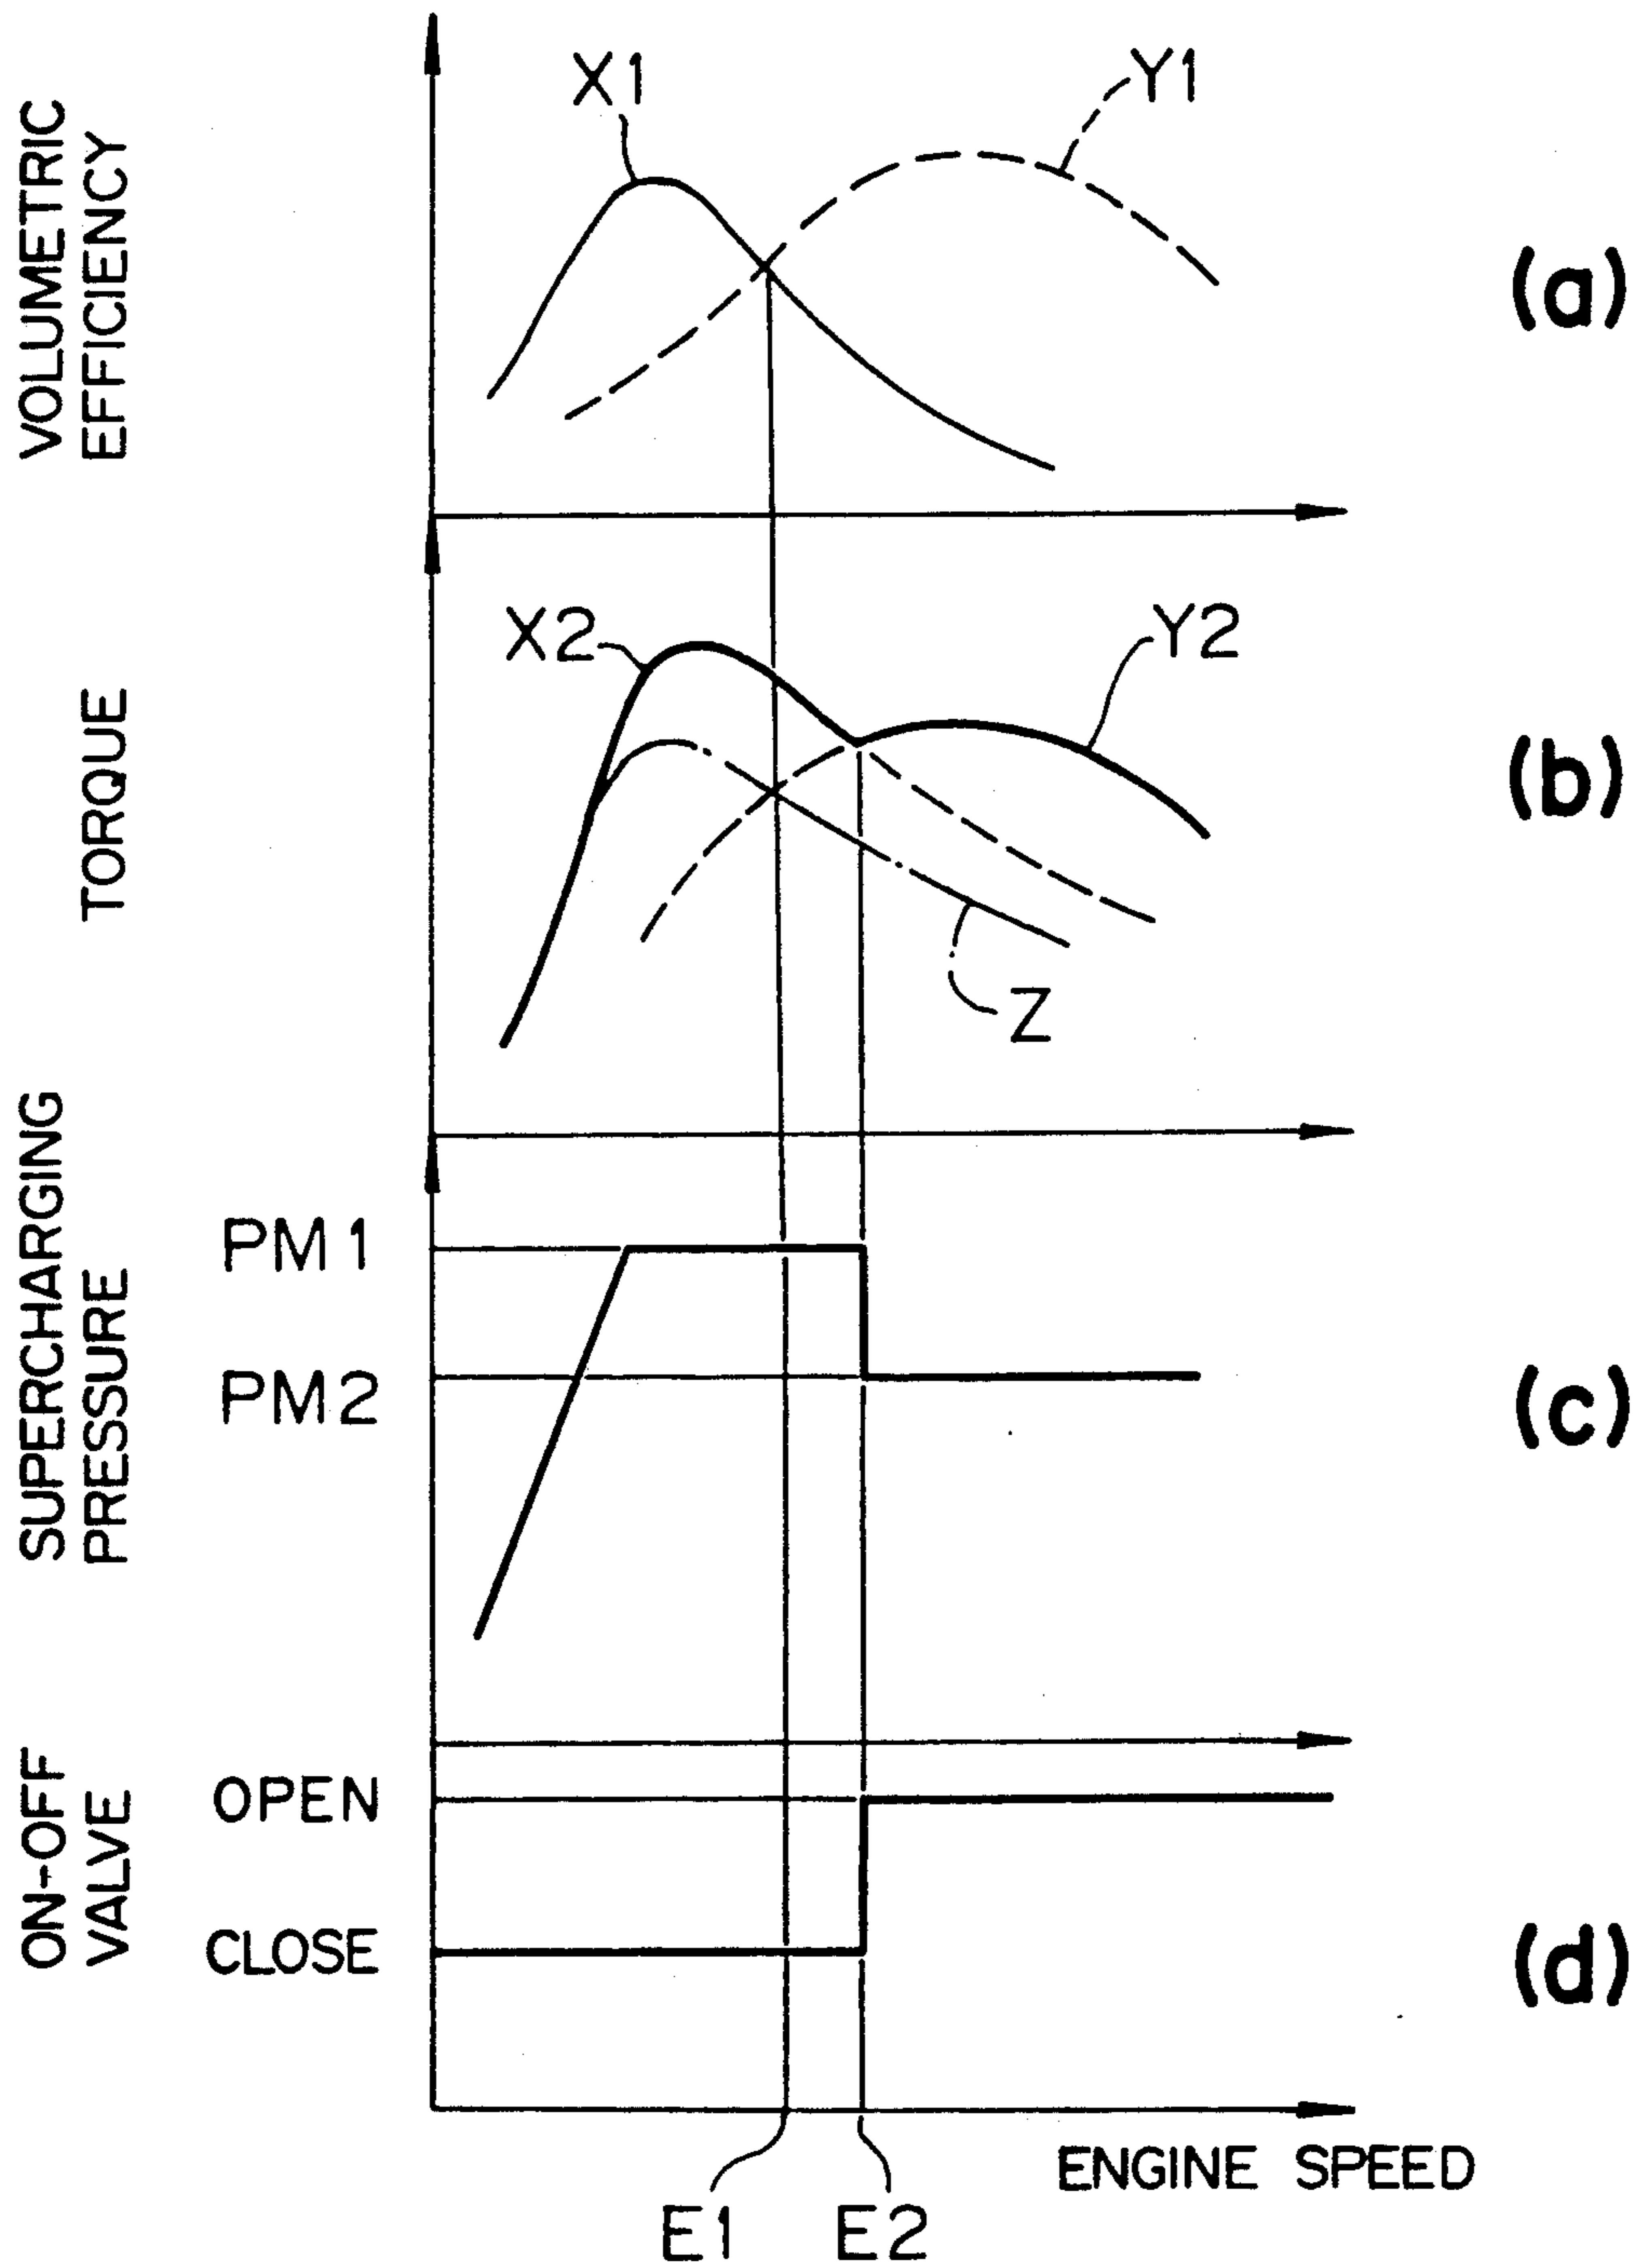 VOLUMETRIC
EFFICIENCY
X1
Y1
(a)
TORQUE
X2
Y2
Z
(b)
SUPERCHARGING
PRESSURE
PM1
PM2
(c)
ON-OFF
VALVE
OPEN
CLOSE
(d)
ENGINE SPEED
E1
E2